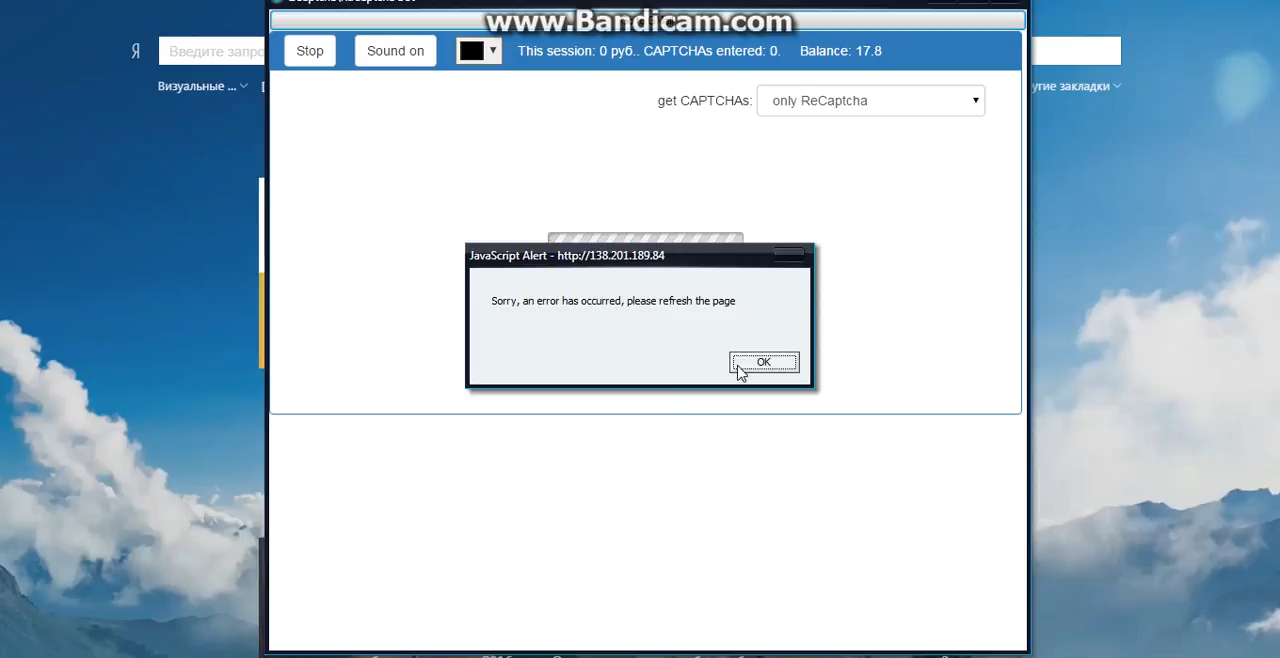 www.Bandicam.com
Я
Введите запро
Stop
Sound on
This session: 0 руб.. CAPTCHAs entered: 0.
Balance: 17.8
Визуальные ...
гие закладки
get CAPTCHAs:
only ReCaptcha
JavaScript Alert - http://138.201.189.84
Sorry, an error has occurred, please refresh the page
OK